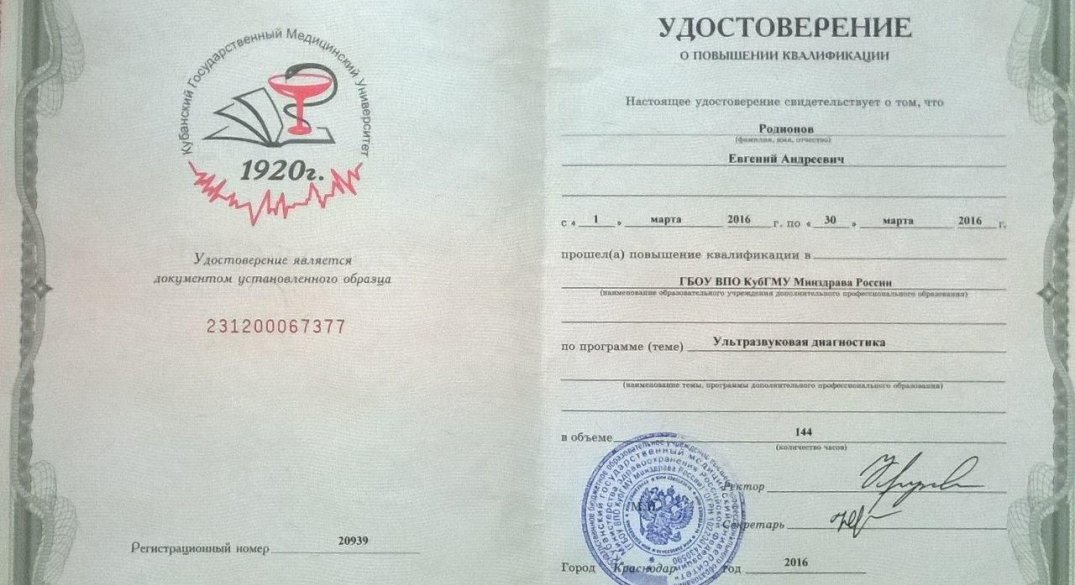 Кубанский Государственный Медицинский Университет
1920г.
Удостоверение является
документом установленного образца
231200067377
Регистрационный номер 20939
УДОСТОВЕРЕНИЕ
О ПОВЫШЕНИИ КВАЛИФИКАЦИИ
Настоящее удостоверение свидетельствует о том, что
Родионов
(фамилия, имя, отчество)
Евгений Андреевич
с « 1 » марта 2016 г. по « 30 » марта 2016 г.
прошел(а) повышение квалификации в
ГБОУ ВПО КубГМУ Минздрава России
(наименование образовательного учреждения дополнительного профессионального образования)
по программе (теме) Ультразвуковая диагностика
(наименование темы, программы дополнительного профессионального образования)
в объеме 144
(количество часов)
Ректор
М.П.
Секретарь
Город Краснодар год 2016